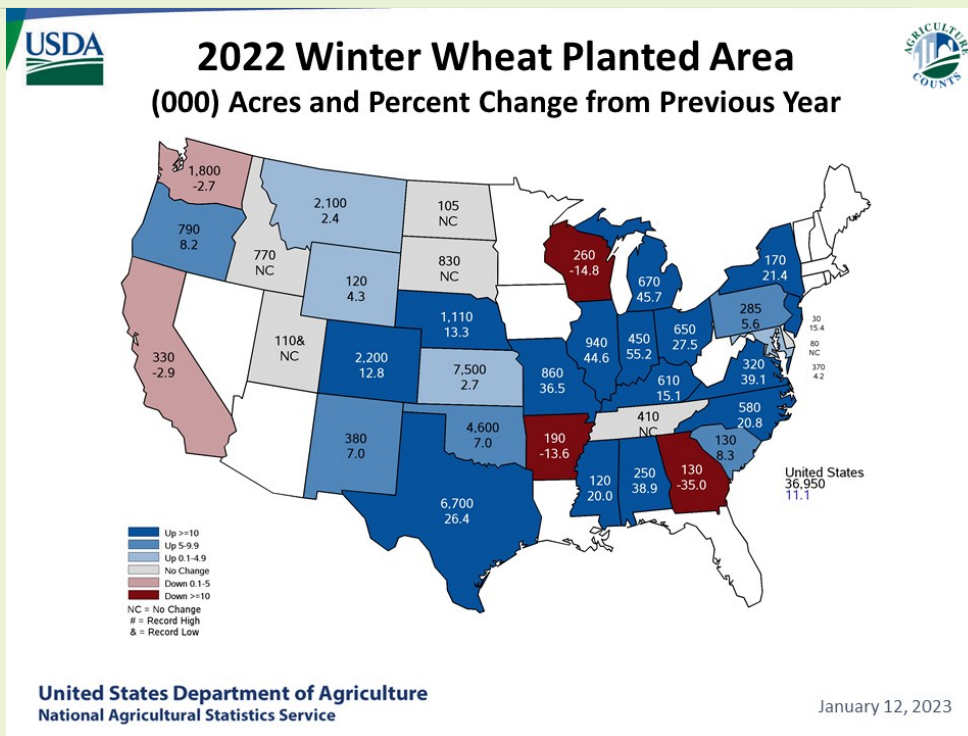 USDA
AGRICULTURE
COUNTS
2022 Winter Wheat Planted Area
(000) Acres and Percent Change from Previous Year
1,800
-2.7
2,100
2.4
105
NC
790
8.2
770
NC
830
NC
260
-14.8
170
21.4
120
4.3
670
45.7
285
5.6
1,110
13.3
30
15.4
110&
NC
2,200
12.8
940
44.6
450
55.2
650
27.5
80
NC
330
-2.9
7,500
2.7
860
36.5
320
39.1
370
4.2
610
15.1
380
7.0
4,600
7.0
190
-13.6
410
NC
580
20.8
130
8.3
6,700
26.4
120
20.0
250
38.9
130
-35.0
United States
36,950
11.1
Up >=10
Up 5-9.9
Up 0.1-4.9
No Change
Down 0.1-5
Down >=10
NC = No Change
# = Record High
& = Record Low
United States Department of Agriculture
National Agricultural Statistics Service
January 12, 2023